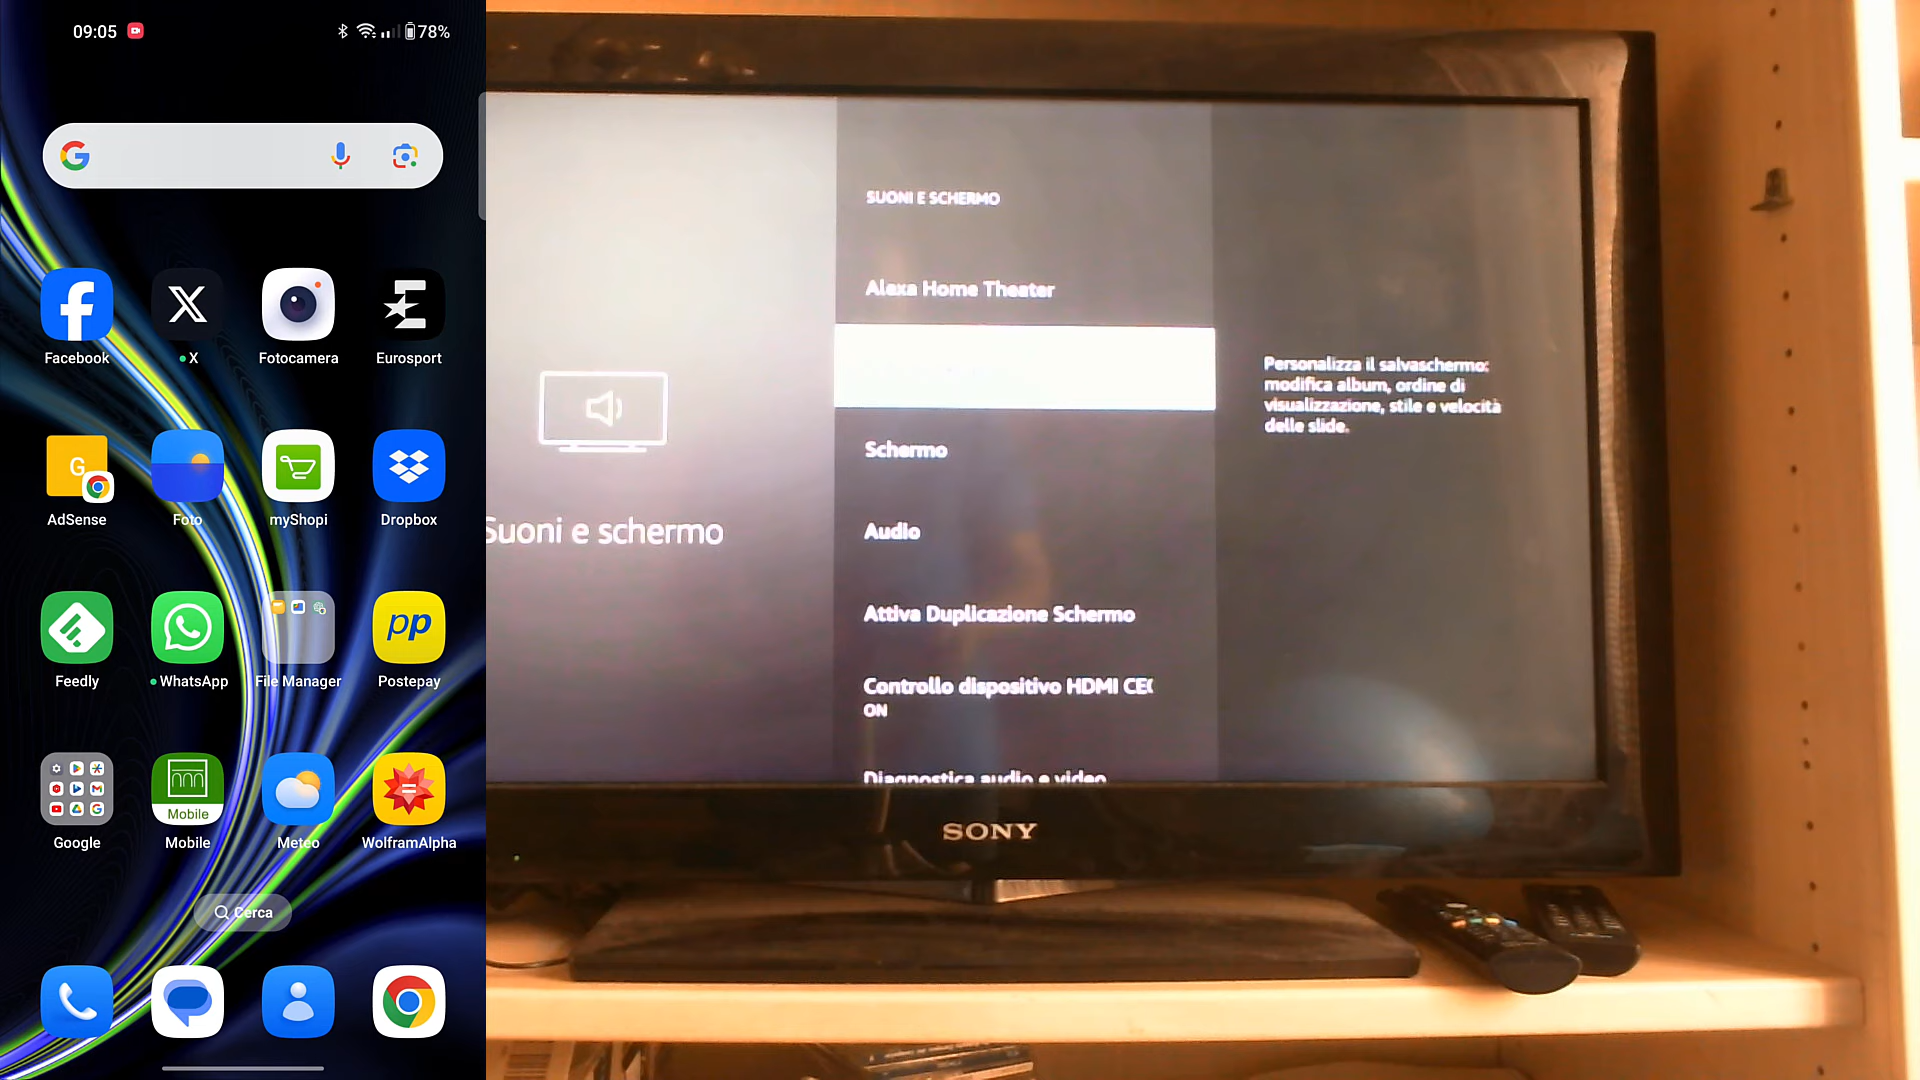 09:05
78%
Facebook
X
Fotocamera
Eurosport
AdSense
Foto
myShopi
Dropbox
Feedly
WhatsApp
File Manager
pp
Postepay
Google
Mobile
Mobile
Meteo
WolframAlpha
Cerca
Suoni e schermo
SUONI E SCHERMO
Alexa Home Theater
Schermo
Audio
Attiva Duplicazione Schermo
Controllo dispositivo HDMI CEC
ON
Diagnostica audio e video
Personalizza il salvaschermo:
modifica album, ordine di
visualizzazione, stile e velocità
delle slide.
SONY